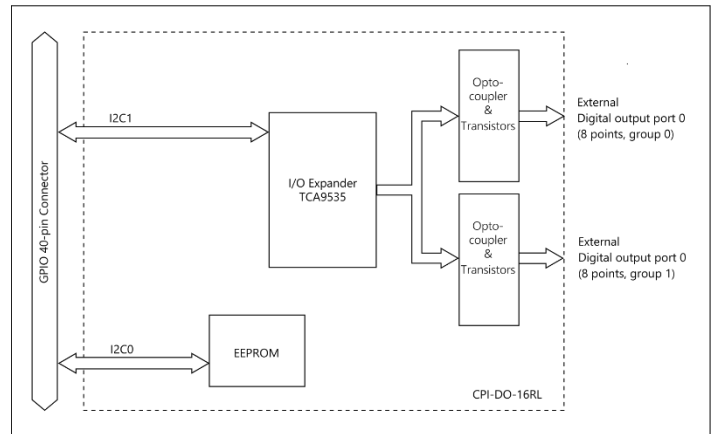 GPIO 40-pin Connector
I2C1
I/O Expander
TCA9535
Opto-
coupler
&
Transistors
External
Digital output port 0
(8 points, group 0)
Opto-
coupler
&
Transistors
External
Digital output port 0
(8 points, group 1)
I2C0
EEPROM
CPI-DO-16RL